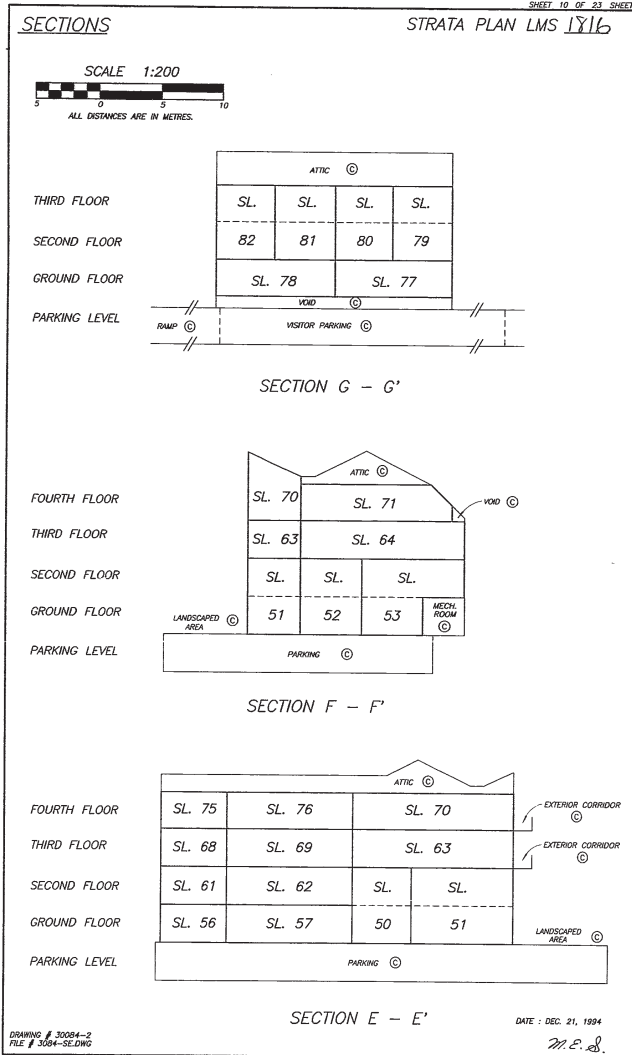 SHEET 10 OF 23 SHEET
SECTIONS
STRATA PLAN LMS 1816
SCALE 1:200
5 0 5 10
ALL DISTANCES ARE IN METRES.
ATTIC Ⓒ
THIRD FLOOR SL. SL. SL. SL.
SECOND FLOOR 82 81 80 79
GROUND FLOOR SL. 78 SL. 77
VOID Ⓒ
PARKING LEVEL RAMP Ⓒ VISITOR PARKING Ⓒ
SECTION G - G'
ATTIC Ⓒ
FOURTH FLOOR SL. 70 SL. 71 VOID Ⓒ
THIRD FLOOR SL. 63 SL. 64
SECOND FLOOR SL. SL. SL.
GROUND FLOOR LANDSCAPED AREA Ⓒ 51 52 53 MECH. ROOM Ⓒ
PARKING LEVEL PARKING Ⓒ
SECTION F - F'
ATTIC Ⓒ
FOURTH FLOOR SL. 75 SL. 76 SL. 70 EXTERIOR CORRIDOR Ⓒ
THIRD FLOOR SL. 68 SL. 69 SL. 63 EXTERIOR CORRIDOR Ⓒ
SECOND FLOOR SL. 61 SL. 62 SL. SL.
GROUND FLOOR SL. 56 SL. 57 50 51 LANDSCAPED AREA Ⓒ
PARKING LEVEL PARKING Ⓒ
SECTION E - E'
DATE : DEC. 21, 1994
DRAWING # 30084-2
FILE # 3084-SE.DWG
M.E.S.